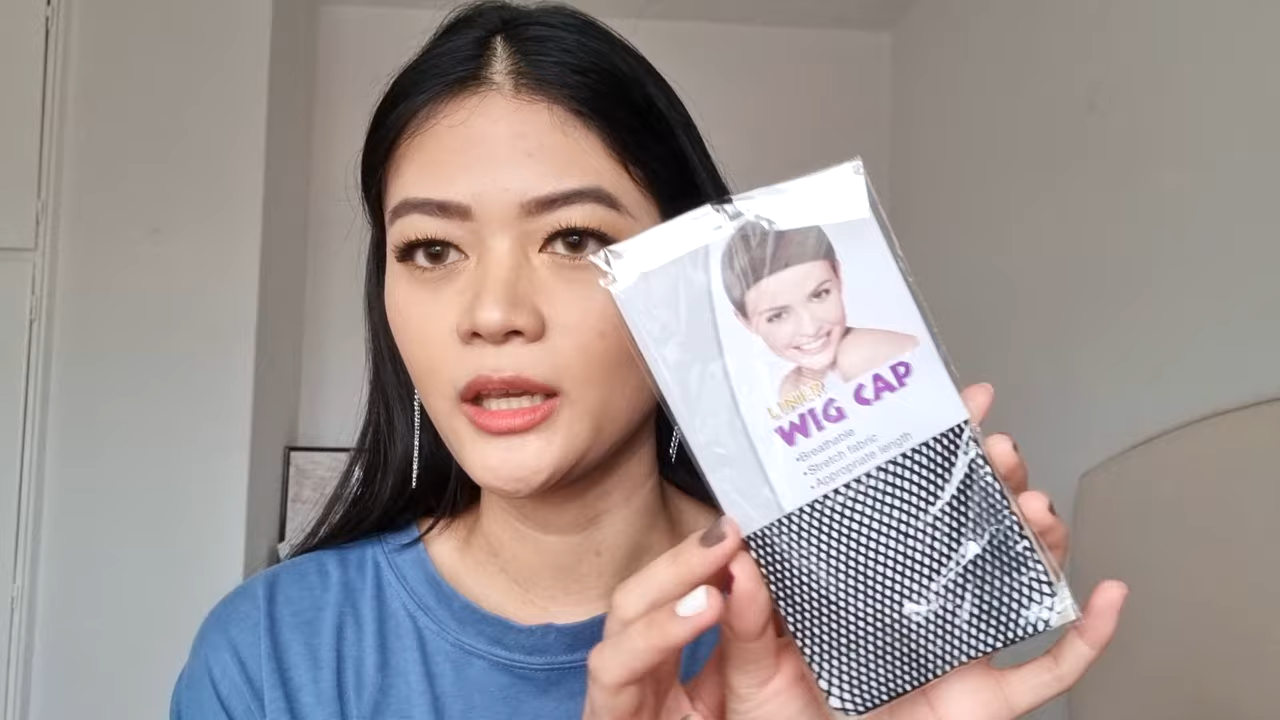 LINER
WIG CAP
•Breathable
•Stretch fabric
•Appropriate length